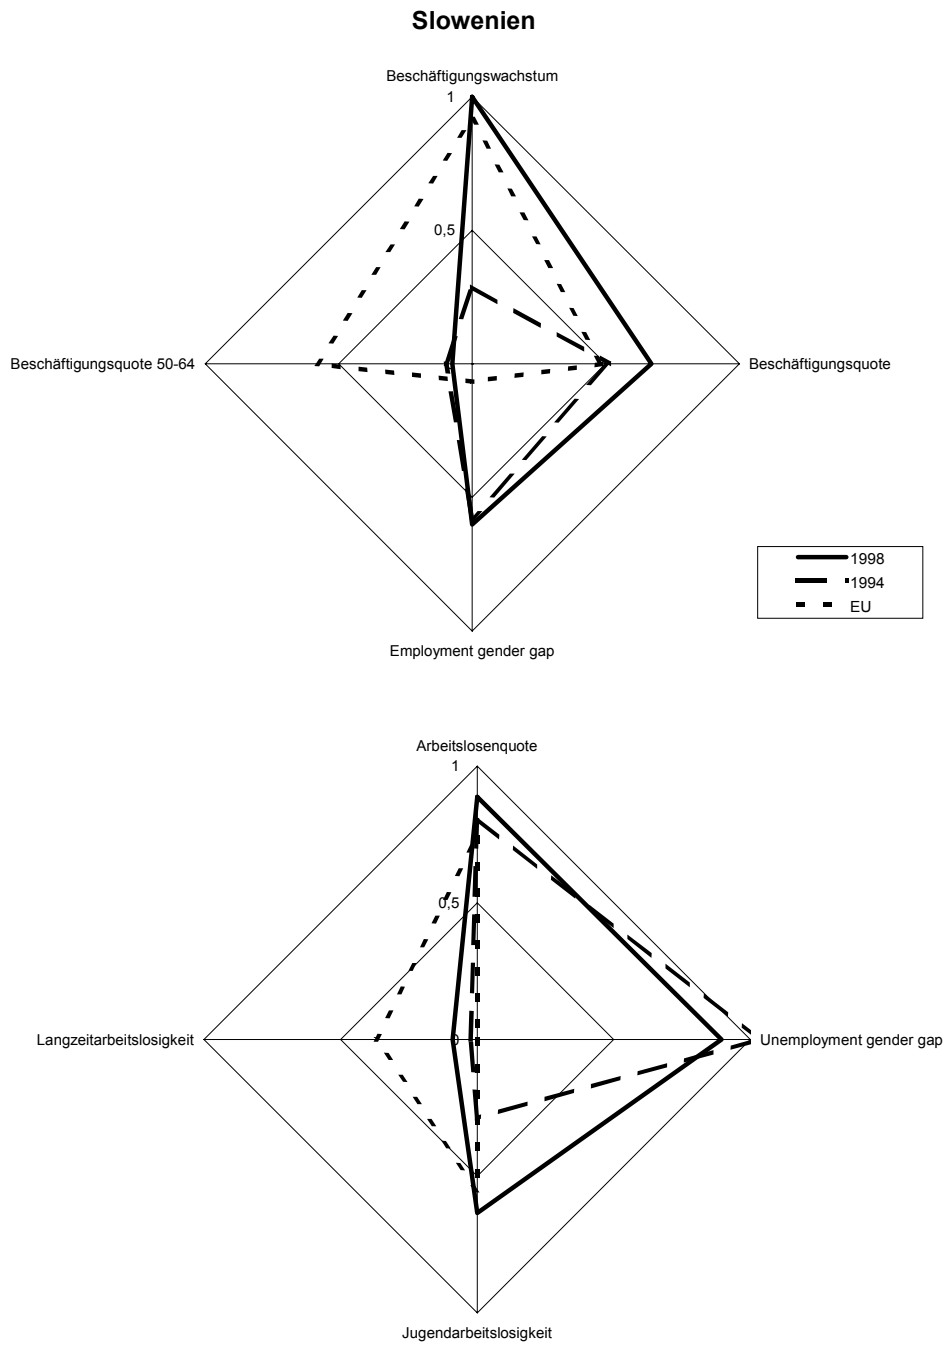 Slowenien
Beschäftigungswachstum
1
0,5
Beschäftigungsquote 50-64
Beschäftigungsquote
1998
1994
EU
Employment gender gap
Arbeitslosenquote
1
0,5
Langzeitarbeitslosigkeit
0
Unemployment gender gap
Jugendarbeitslosigkeit